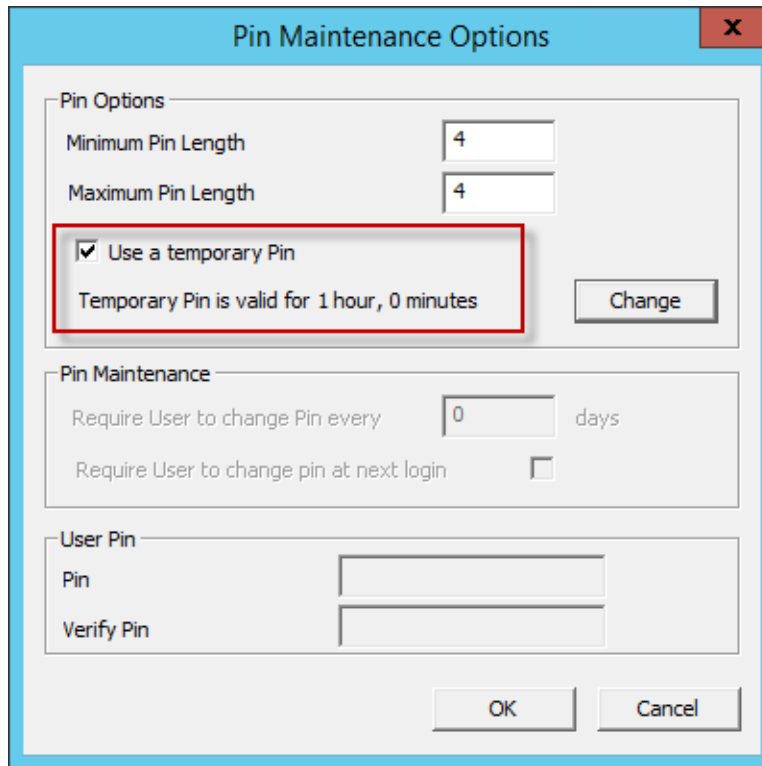 Pin Maintenance Options
x
Pin Options
Minimum Pin Length 4
Maximum Pin Length 4
Use a temporary Pin
Temporary Pin is valid for 1 hour, 0 minutes Change
Pin Maintenance
Require User to change Pin every 0 days
Require User to change pin at next login
User Pin
Pin
Verify Pin
OK Cancel